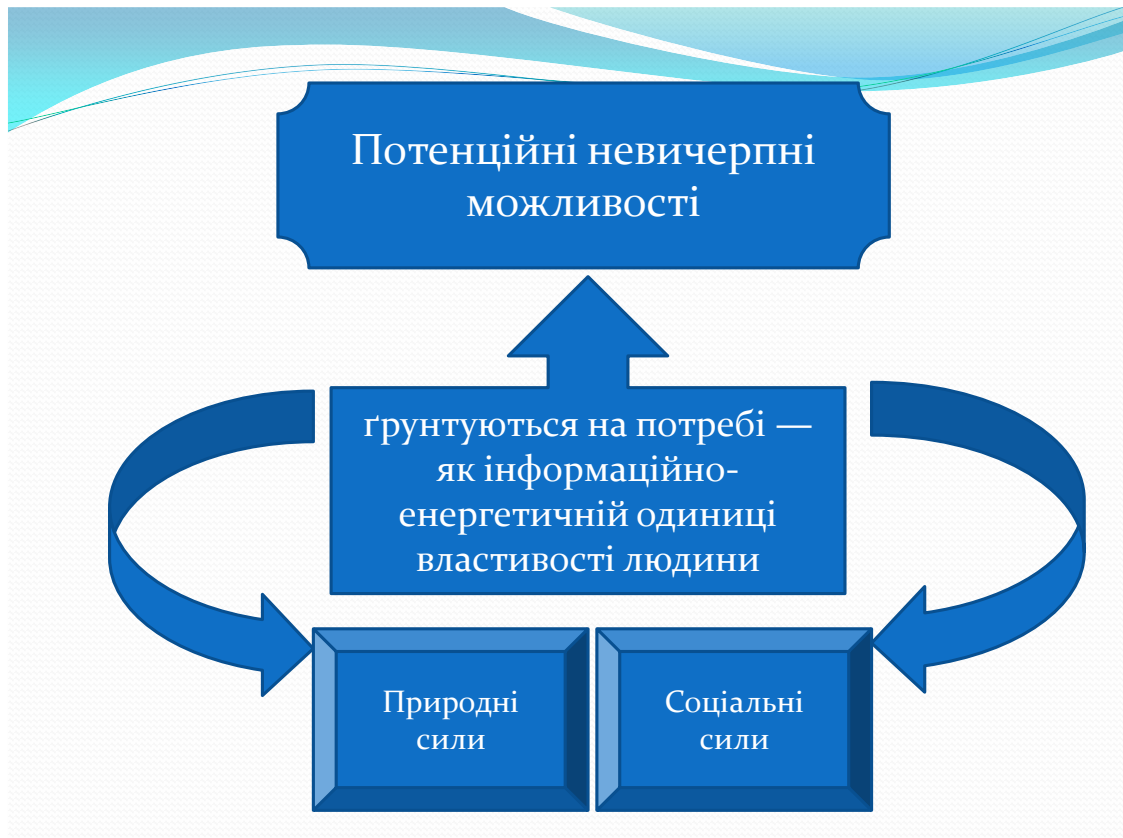 Потенційні невичерпні
можливості
ґрунтуються на потребі —
як інформаційно-
енергетичній одиниці
властивості людини
Природні
сили
Соціальні
сили